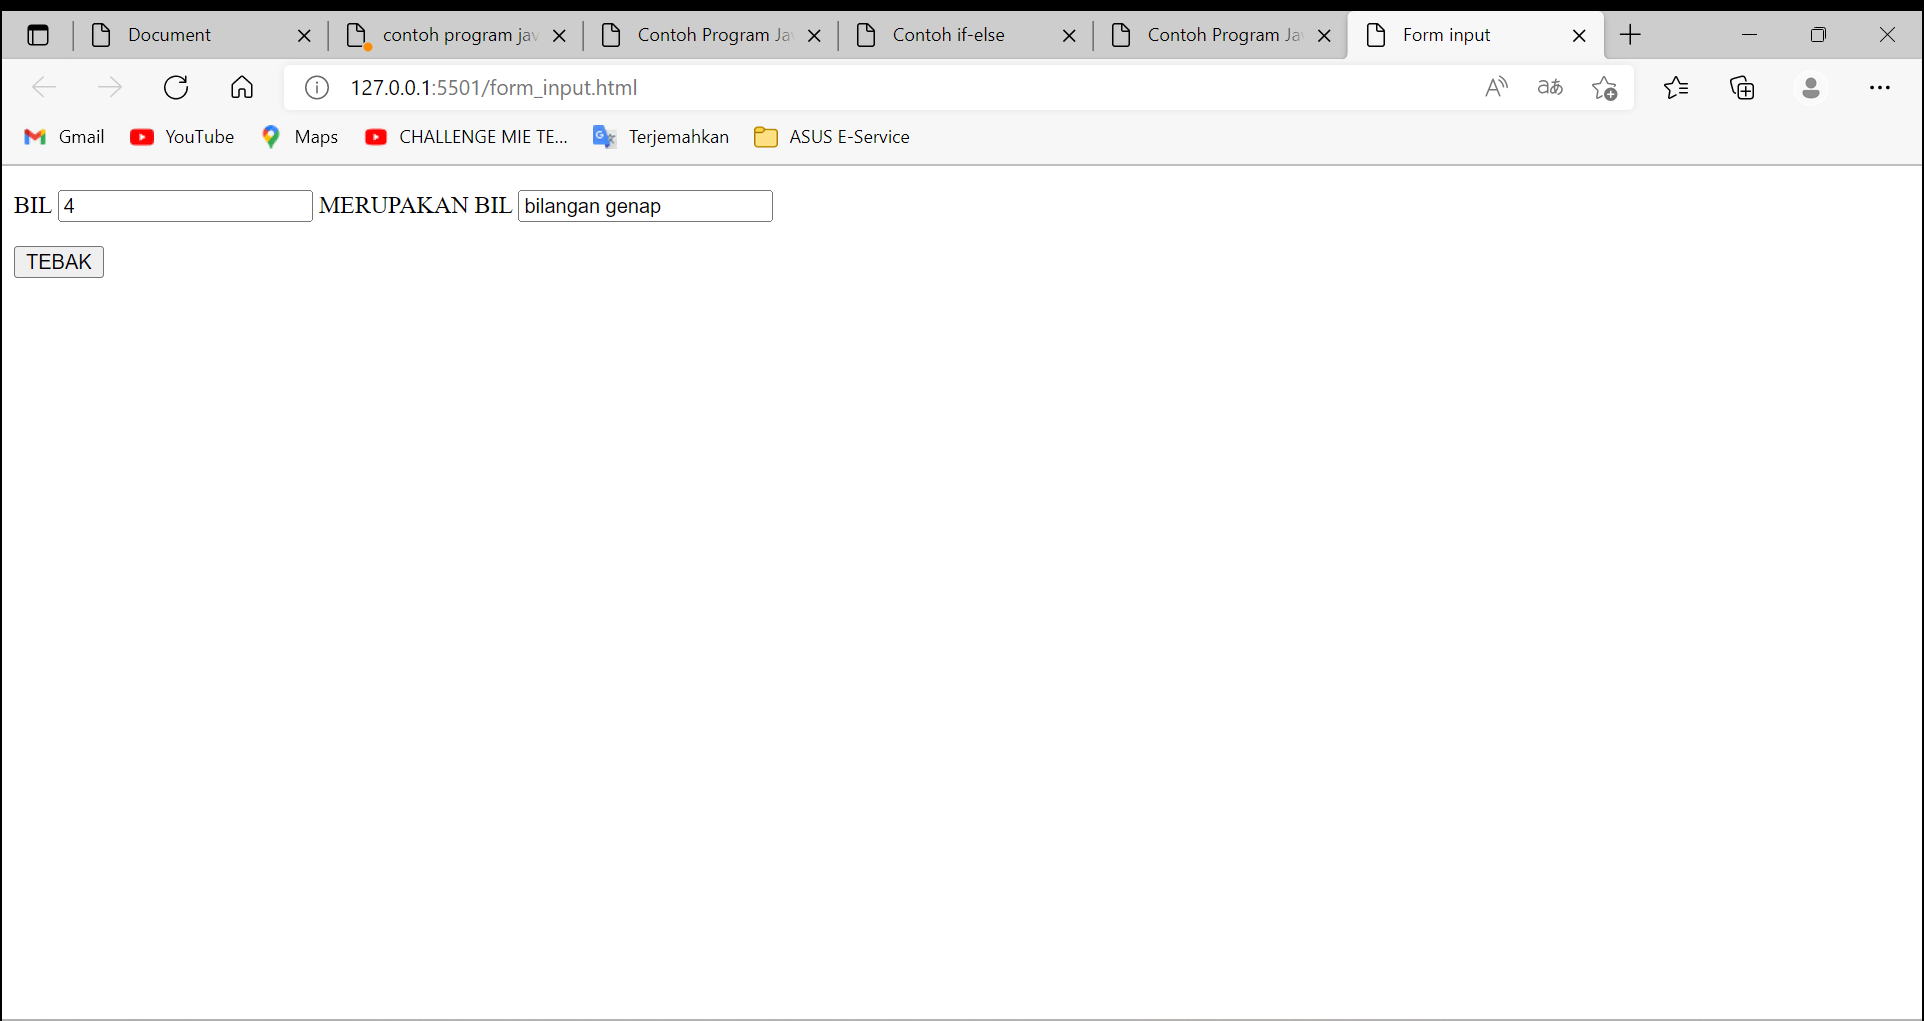 Document contoh program jav Contoh Program Ja Contoh if-else Contoh Program Ja Form input
127.0.0.1:5501/form_input.html A aあ
Gmail YouTube Maps CHALLENGE MIE TE... Terjemahkan ASUS E-Service
BIL 4 MERUPAKAN BIL bilangan genap
TEBAK